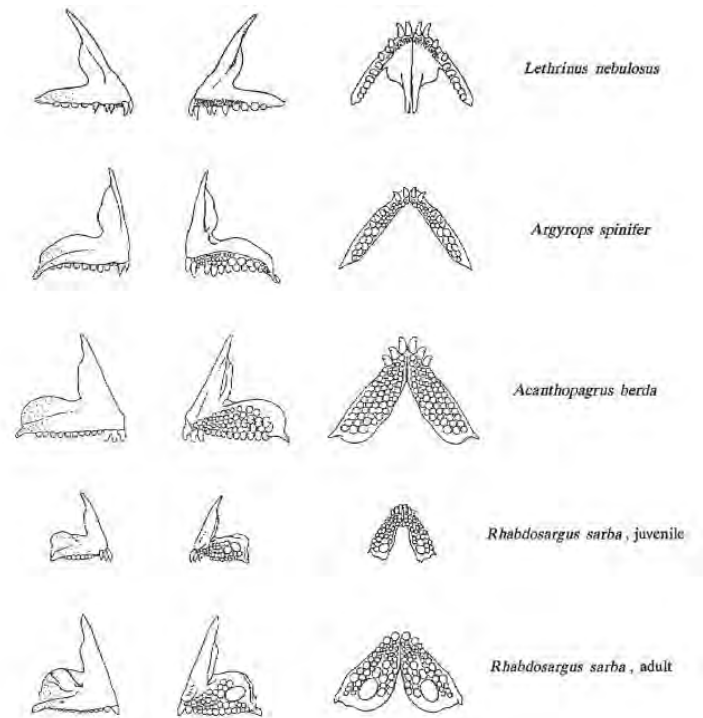 Lethrinus nebulosus
Argyrops spinifer
Acanthopagrus berda
Rhabdosargus sarba, juvenile
Rhabdosargus sarba, adult